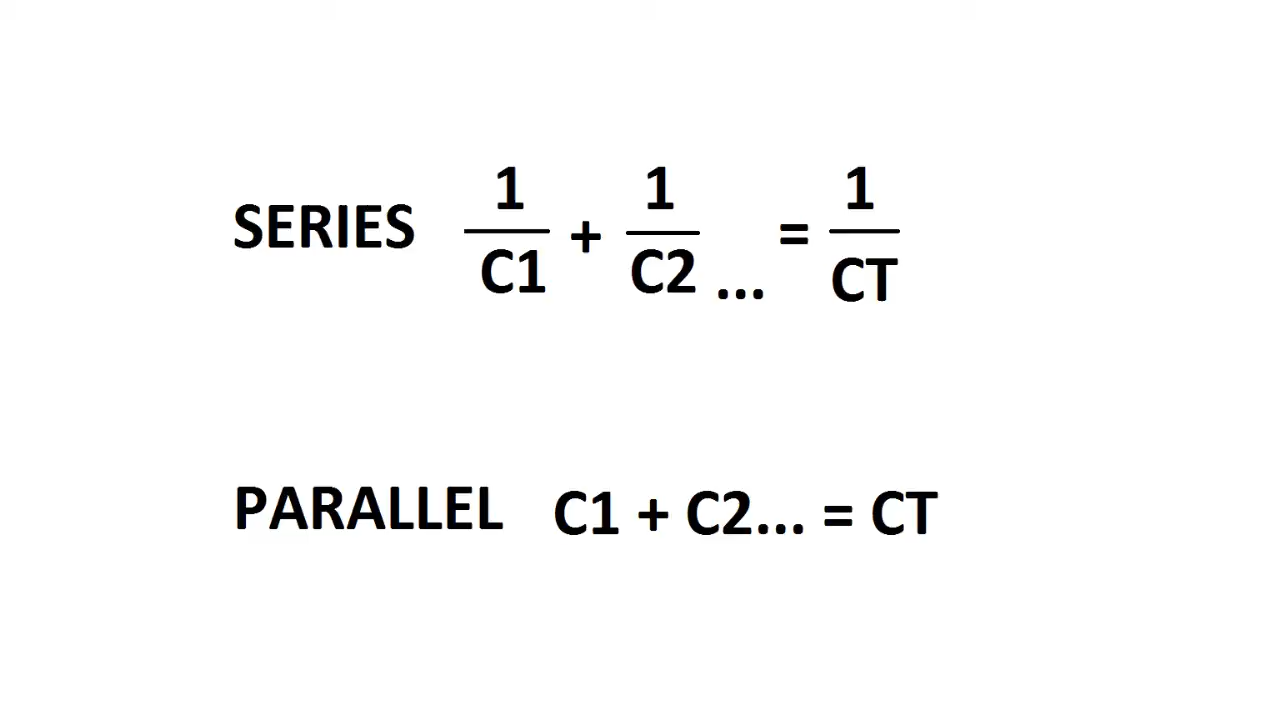 SERIES 1/C1 + 1/C2 ... = 1/CT
PARALLEL C1 + C2... = CT